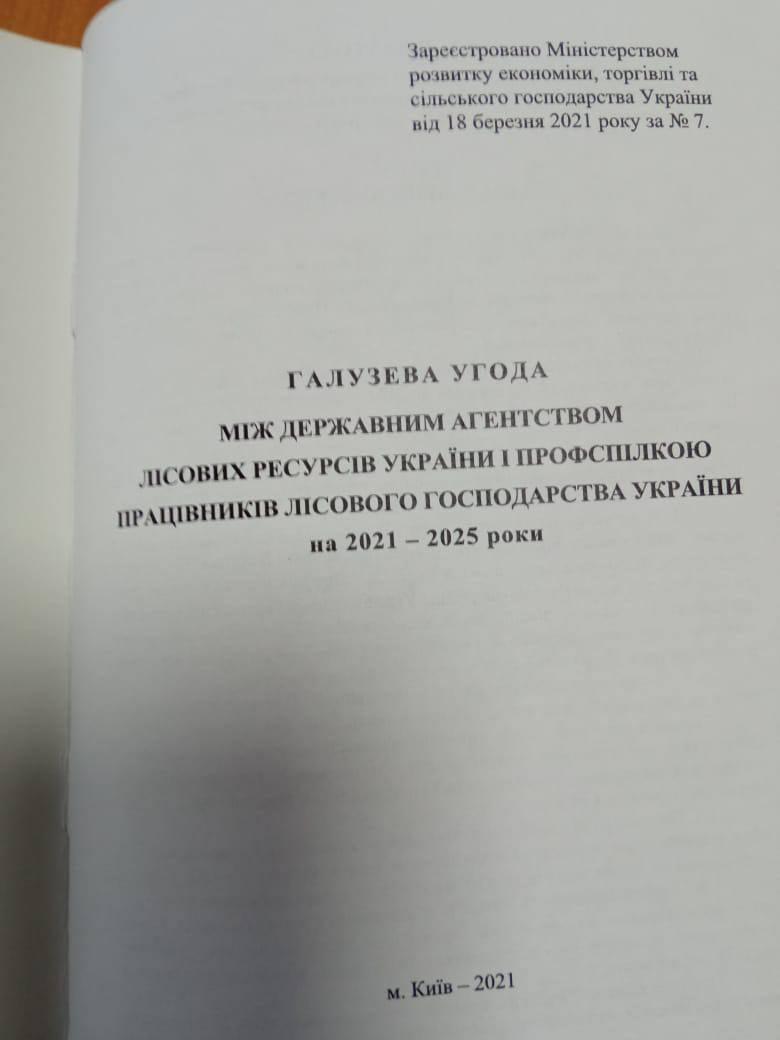 Зареєстровано Міністерством
розвитку економіки, торгівлі та
сільського господарства України
від 18 березня 2021 року за № 7.
ГАЛУЗЕВА УГОДА
МІЖ ДЕРЖАВНИМ АГЕНТСТВОМ
ЛІСОВИХ РЕСУРСІВ УКРАЇНИ І ПРОФСПІЛКОЮ
ПРАЦІВНИКІВ ЛІСОВОГО ГОСПОДАРСТВА УКРАЇНИ
на 2021 – 2025 роки
м. Київ – 2021